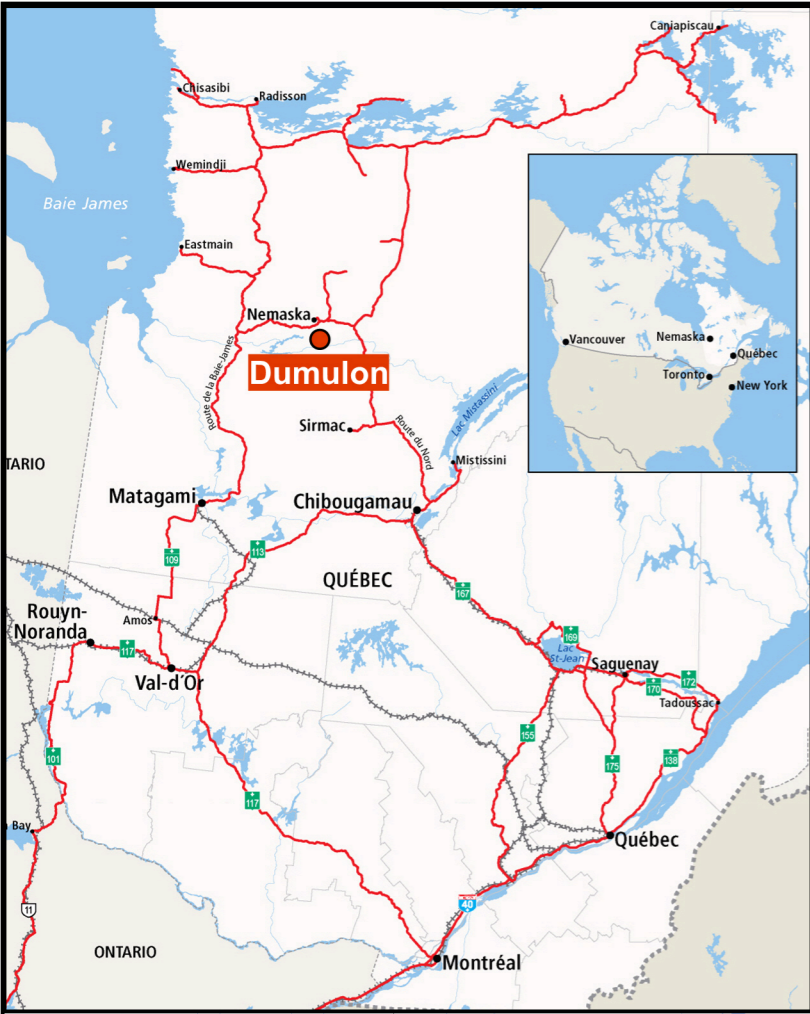 Caniapiscau
Chisasibi
Radisson
Wemindji
Baie James
Eastmain
Nemaska
Dumulon
Route de la Baie-James
Sirmac
Route du Nord
Lac Mistassini
Mistissini
Vancouver
Nemaska
Québec
Toronto
New York
TARIO
Matagami
Chibougamau
109
113
QUÉBEC
167
Rouyn-
Noranda
Amos
117
Val-d'Or
169
Lac
St-Jean
Saguenay
172
170
Tadoussac
101
155
175
138
117
Bay
Québec
40
11
ONTARIO
Montréal